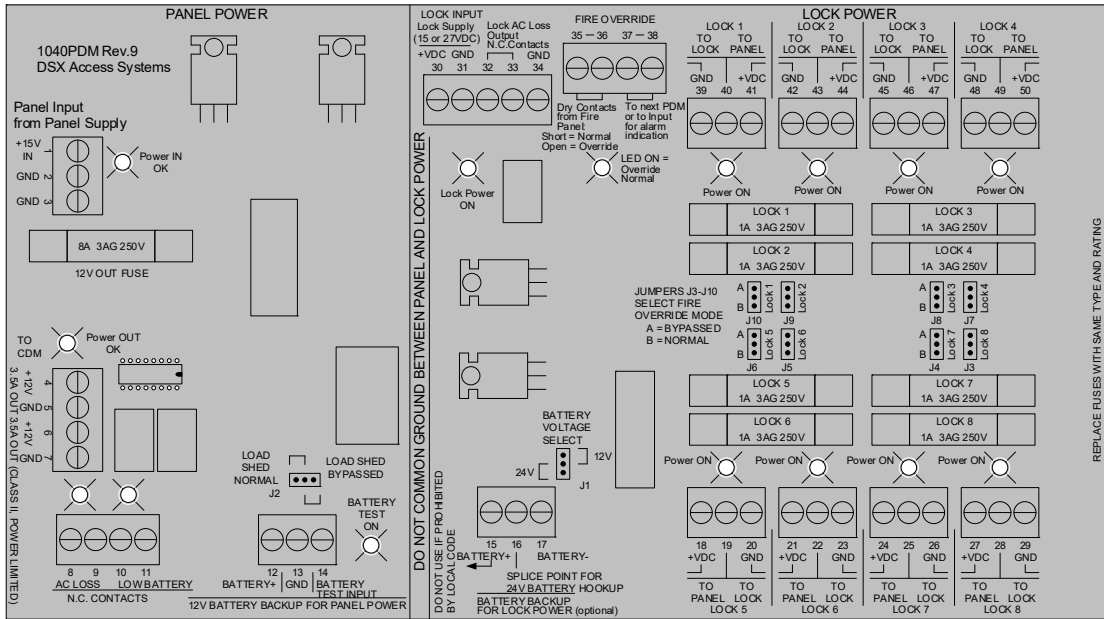 PANEL POWER
1040PDM Rev.9
DSX Access Systems
Panel Input
from Panel Supply
+15V
IN
1
GND
2
GND
3
Power IN
OK
8A 3AG 250V
12V OUT FUSE
TO
CDM
Power OUT
OK
+12V
4
GND
5
+12V
6
GND
7
3.5A OUT 3.5A OUT (CLASS II, POWER LIMITED)
8 9 10 11
AC LOSS LOW BATTERY
N.C. CONTACTS
LOAD
SHED
NORMAL
LOAD SHED
BYPASSED
J2
BATTERY
TEST
ON
12 13 14
BATTERY+ GND BATTERY
TEST INPUT
12V BATTERY BACKUP FOR PANEL POWER
DO NOT COMMON GROUND BETWEEN PANEL AND LOCK POWER
LOCK POWER
LOCK INPUT
Lock Supply
(15 or 27VDC)
+VDC GND
30 31 32 33 34
Lock AC Loss
Output
N.C.Contacts
GND
FIRE OVERRIDE
35 — 36 37 — 38
Dry Contacts
from Fire
Panel:
Short = Normal
Open = Override
To next PDM
or to Input
for alarm
indication
LED ON =
Override
Normal
Lock Power
ON
LOCK 1 LOCK 2 LOCK 3 LOCK 4
TO LOCK TO PANEL TO LOCK TO PANEL TO LOCK TO PANEL TO LOCK TO PANEL
GND +VDC GND +VDC GND +VDC GND +VDC
39 40 41 42 43 44 45 46 47 48 49 50
Power ON Power ON Power ON Power ON
LOCK 1
1A 3AG 250V
LOCK 3
1A 3AG 250V
LOCK 2
1A 3AG 250V
LOCK 4
1A 3AG 250V
JUMPERS J3-J10
SELECT FIRE
OVERRIDE MODE
A = BYPASSED
B = NORMAL
A
B
J10
Lock 1
J9
Lock 2
A
B
J8
Lock 3
J7
Lock 4
A
B
J6
Lock 5
J5
Lock 6
A
B
J4
Lock 7
J3
Lock 8
LOCK 5
1A 3AG 250V
LOCK 7
1A 3AG 250V
LOCK 6
1A 3AG 250V
LOCK 8
1A 3AG 250V
BATTERY
VOLTAGE
SELECT
12V
24V
J1
15 16 17
BATTERY+ BATTERY-
SPLICE POINT FOR
24V BATTERY HOOKUP
BATTERY BACKUP
FOR LOCK POWER (optional)
DO NOT USE IF PROHIBITED
BY LOCAL CODE
Power ON Power ON Power ON Power ON
18 19 20 21 22 23 24 25 26 27 28 29
+VDC GND +VDC GND +VDC GND +VDC GND
TO PANEL TO LOCK TO PANEL TO LOCK TO PANEL TO LOCK TO PANEL TO LOCK
LOCK 5 LOCK 6 LOCK 7 LOCK 8
REPLACE FUSES WITH SAME TYPE AND RATING